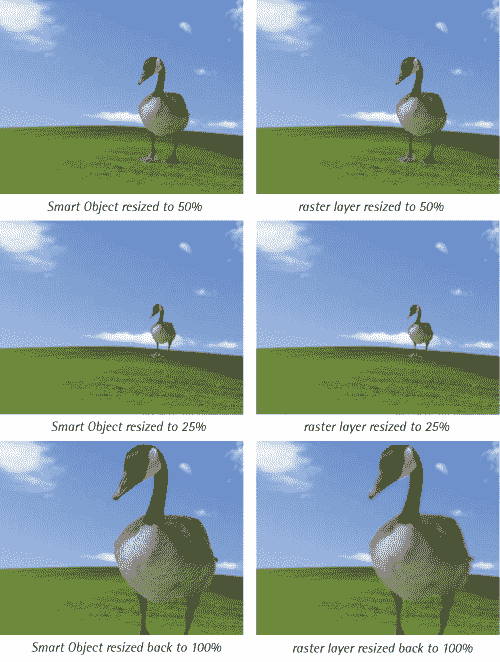 Smart Object resized to 50%
raster layer resized to 50%
Smart Object resized to 25%
raster layer resized to 25%
Smart Object resized back to 100%
raster layer resized back to 100%